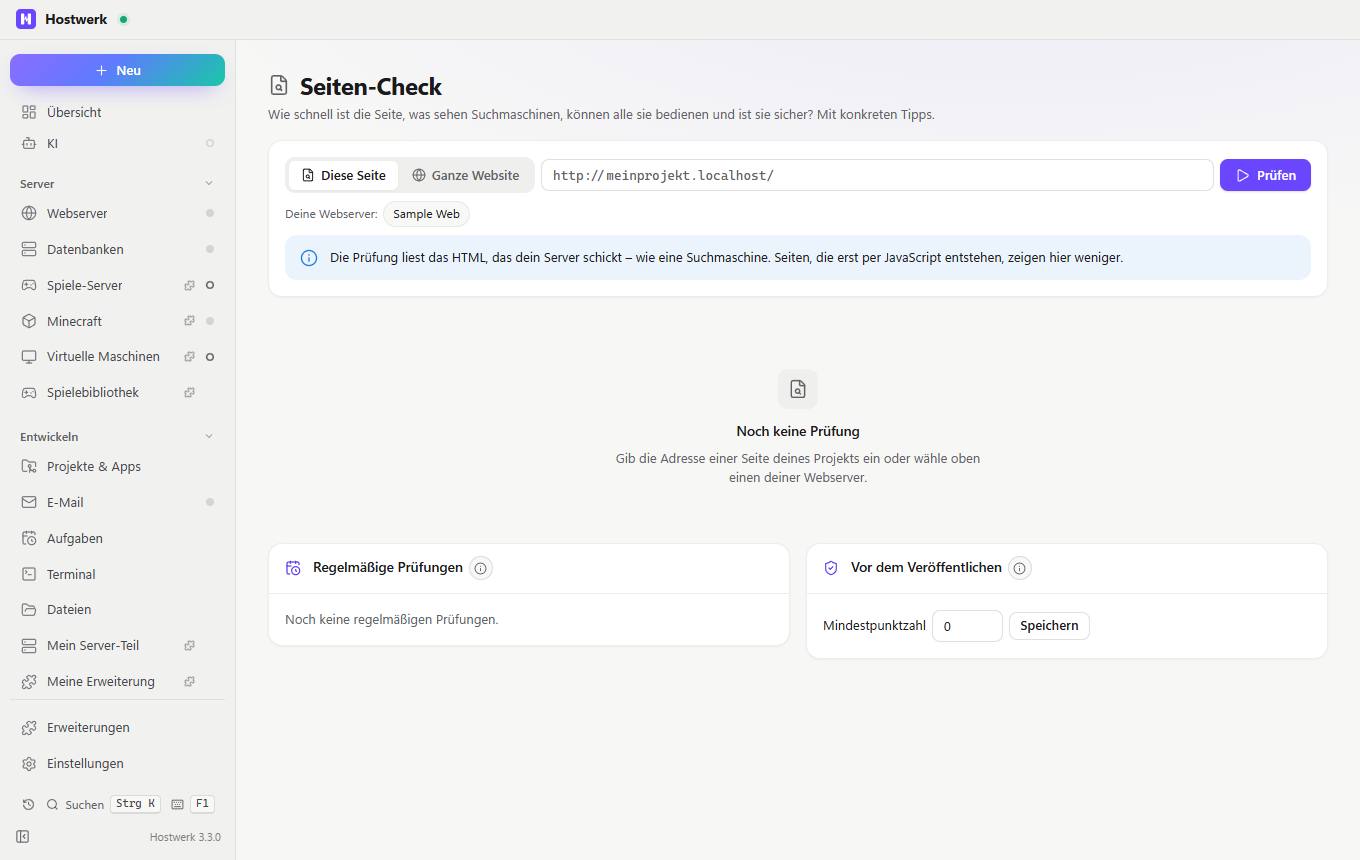 Hostwerk
Neu
Übersicht
KI
Server
Webserver
Datenbanken
Spiele-Server
Minecraft
Virtuelle Maschinen
Spielebibliothek
Entwickeln
Projekte & Apps
E-Mail
Aufgaben
Terminal
Dateien
Mein Server-Teil
Meine Erweiterung
Erweiterungen
Einstellungen
Suchen Strg K F1
Hostwerk 3.3.0
Seiten-Check
Wie schnell ist die Seite, was sehen Suchmaschinen, können alle sie bedienen und ist sie sicher? Mit konkreten Tipps.
Diese Seite Ganze Website http://meinprojekt.localhost/ Prüfen
Deine Webserver: Sample Web
Die Prüfung liest das HTML, das dein Server schickt – wie eine Suchmaschine. Seiten, die erst per JavaScript entstehen, zeigen hier weniger.
Noch keine Prüfung
Gib die Adresse einer Seite deines Projekts ein oder wähle oben
einen deiner Webserver.
Regelmäßige Prüfungen
Noch keine regelmäßigen Prüfungen.
Vor dem Veröffentlichen
Mindestpunktzahl 0 Speichern